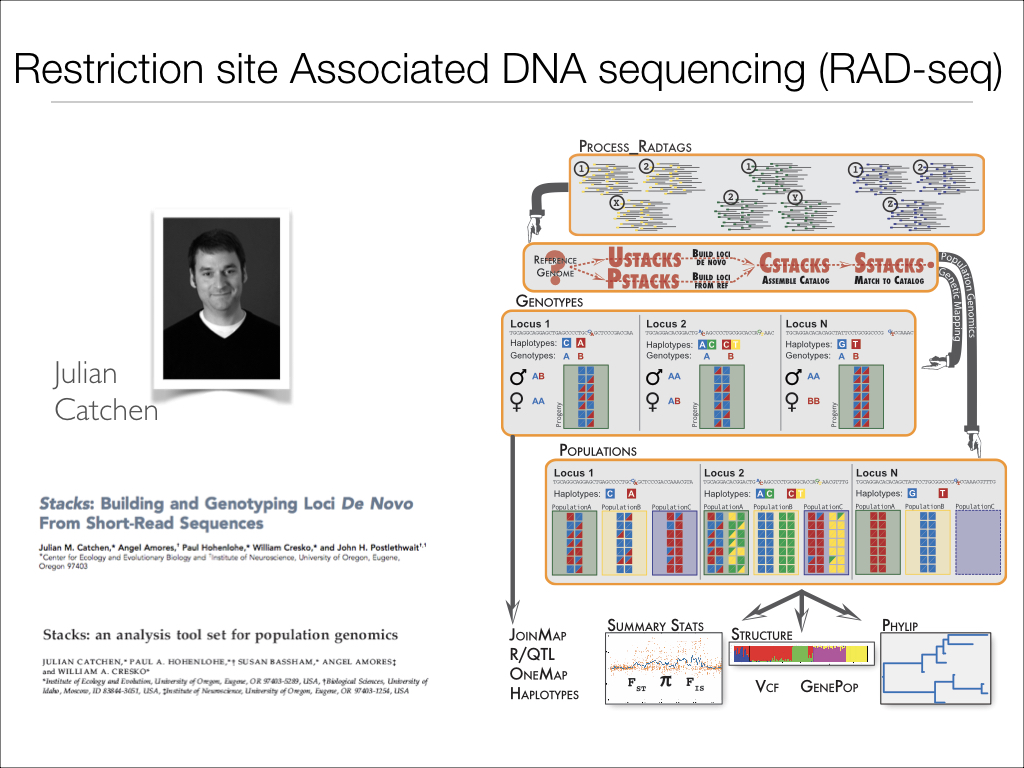 Restriction site Associated DNA sequencing (RAD-seq)
Julian
Catchen
Stacks: Building and Genotyping Loci De Novo
From Short-Read Sequences
Julian M. Catchen,* Angel Amores,† Paul Hohenlohe,* William Cresko,* and John H. Postlethwait†,1
*Center for Ecology and Evolutionary Biology and †Institute of Neuroscience, University of Oregon, Eugene,
Oregon 97403
Stacks: an analysis tool set for population genomics
JULIAN CATCHEN,* PAUL A. HOHENLOHE,*† SUSAN BASSHAM,* ANGEL AMORES‡
and WILLIAM A. CRESKO*
*Institute of Ecology and Evolution, University of Oregon, Eugene, OR 97403-5289, USA, †Biological Sciences, University of
Idaho, Moscow, ID 83844-3051, USA, ‡Institute of Neuroscience, University of Oregon, Eugene, OR 97403-1254, USA
PROCESS_RADTAGS
1 2 1 1 2
X 2 Y Z
?
REFERENCE
GENOME
USTACKS
BUILD LOCI
DE NOVO
PSTACKS
BUILD LOCI
FROM REF
CSTACKS
ASSEMBLE CATALOG
SSTACKS
MATCH TO CATALOG
Population Genomics
Genetic Mapping
GENOTYPES
Locus 1
Haplotypes: C A
Genotypes: A B
♂ AB
♀ AA
Progeny
Locus 2
Haplotypes: AC CT
Genotypes: A B
♂ AA
♀ AB
Progeny
Locus N
Haplotypes: G T
Genotypes: A B
♂ AA
♀ BB
Progeny
POPULATIONS
Locus 1
Haplotypes: C A
PopulationA PopulationB PopulationC
Locus 2
Haplotypes: AC CT
PopulationA PopulationB PopulationC
Locus N
Haplotypes: G T
PopulationA PopulationB PopulationC
JOINMAP
R/QTL
ONEMAP
HAPLOTYPES
SUMMARY STATS
FST π FIS
STRUCTURE
VCF GENEPOP
PHYLIP